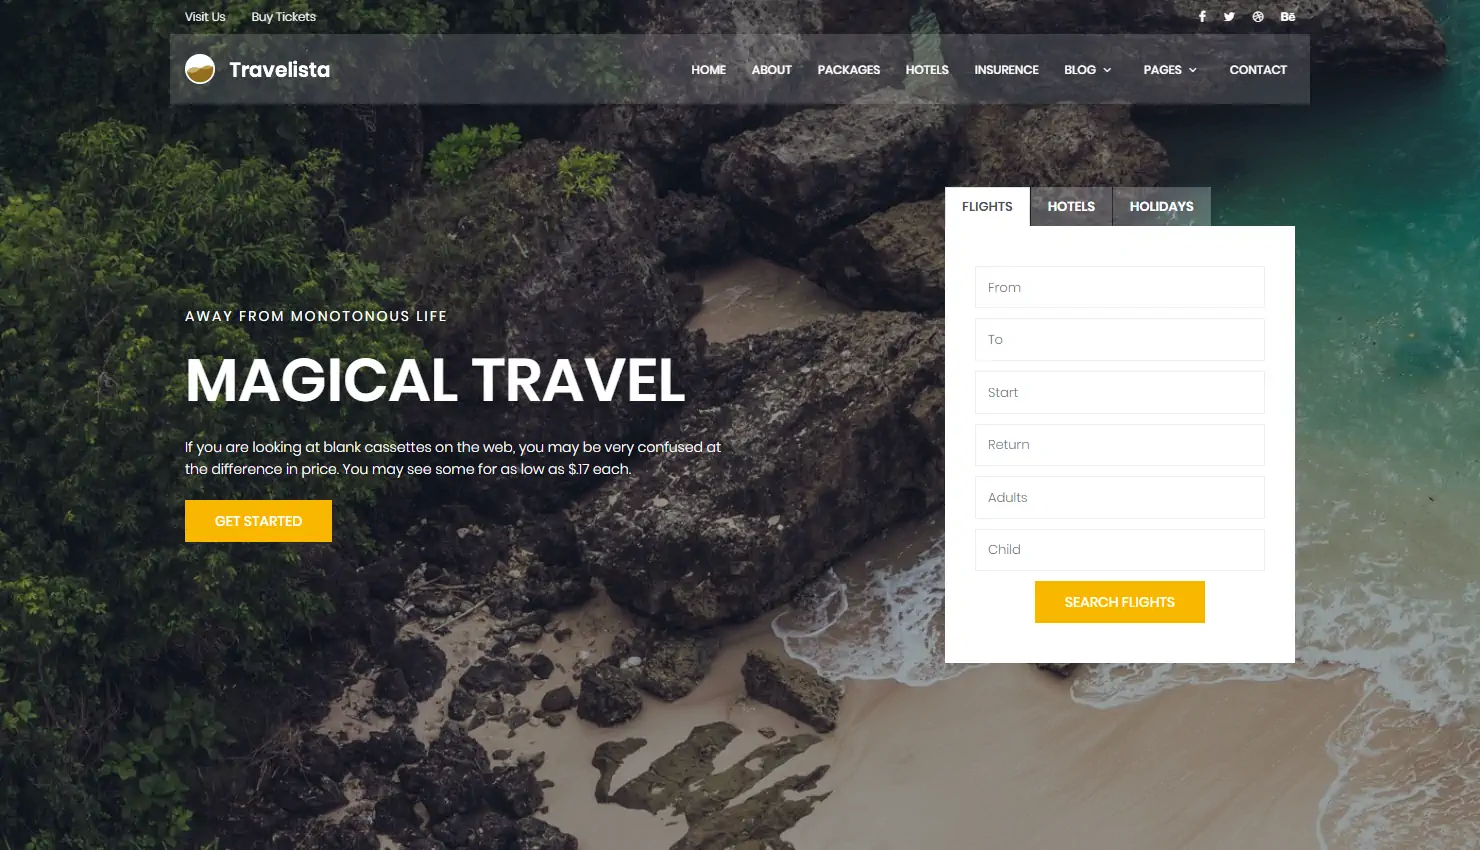 Visit Us Buy Tickets
Travelista
HOME ABOUT PACKAGES HOTELS INSURENCE BLOG PAGES CONTACT
FLIGHTS HOTELS HOLIDAYS
From
To
Start
Return
Adults
Child
SEARCH FLIGHTS
AWAY FROM MONOTONOUS LIFE
MAGICAL TRAVEL
If you are looking at blank cassettes on the web, you may be very confused at
the difference in price. You may see some for as low as $.17 each.
GET STARTED